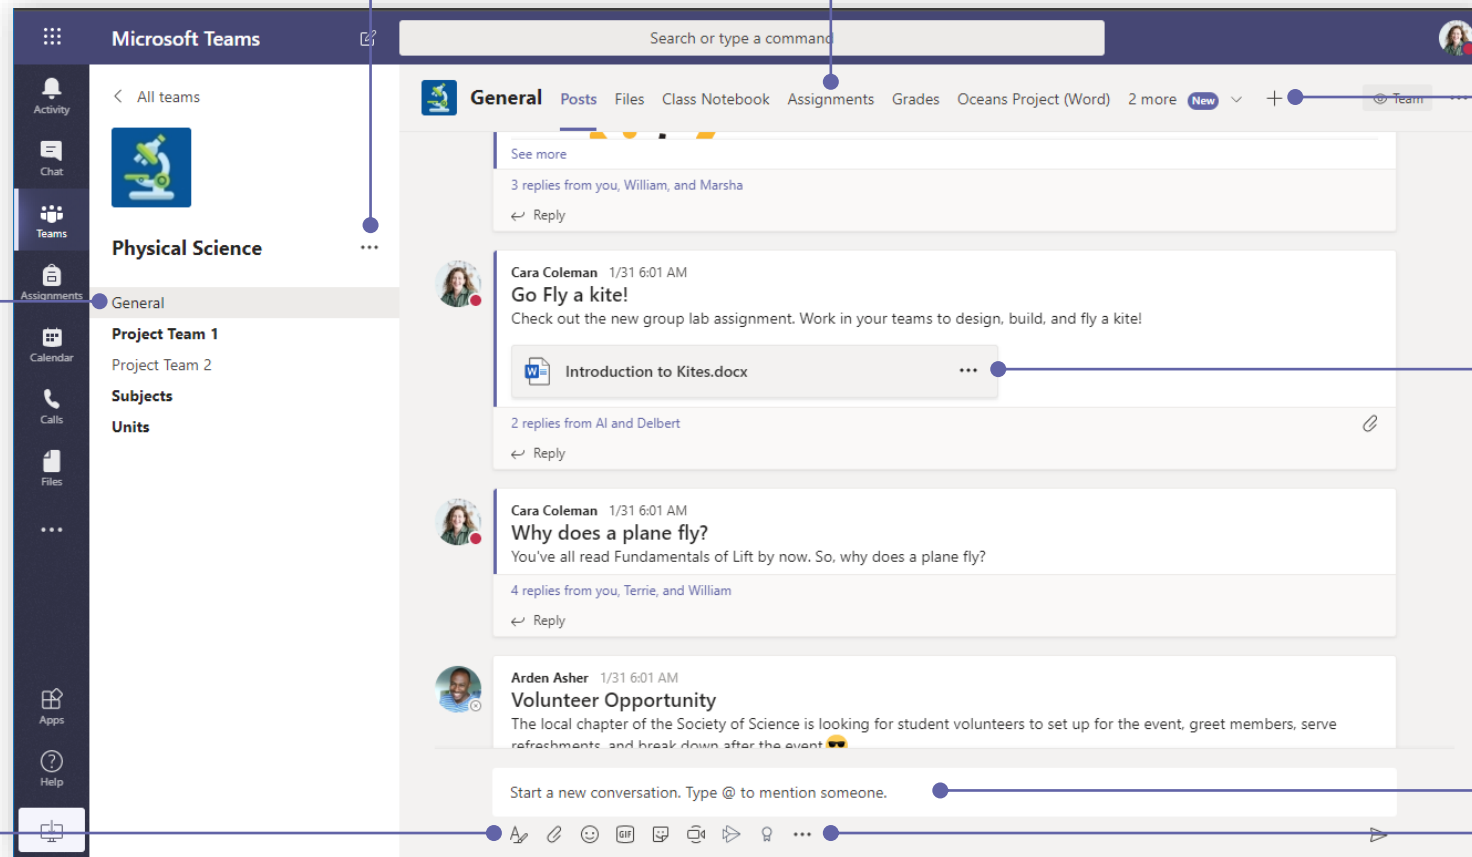 Microsoft Teams
Search or type a command
Activity
Chat
Teams
Assignments
Calendar
Calls
Files
Apps
Help
All teams
Physical Science
General
Project Team 1
Project Team 2
Subjects
Units
General Posts Files Class Notebook Assignments Grades Oceans Project (Word) 2 more New Team
See more
3 replies from you, William, and Marsha
Reply
Cara Coleman 1/31 6:01 AM
Go Fly a kite!
Check out the new group lab assignment. Work in your teams to design, build, and fly a kite!
Introduction to Kites.docx
2 replies from Al and Delbert
Reply
Cara Coleman 1/31 6:01 AM
Why does a plane fly?
You've all read Fundamentals of Lift by now. So, why does a plane fly?
4 replies from you, Terrie, and William
Reply
Arden Asher 1/31 6:01 AM
Volunteer Opportunity
The local chapter of the Society of Science is looking for student volunteers to set up for the event, greet members, serve
refreshments, and break down after the event
Start a new conversation. Type @ to mention someone.
GIF